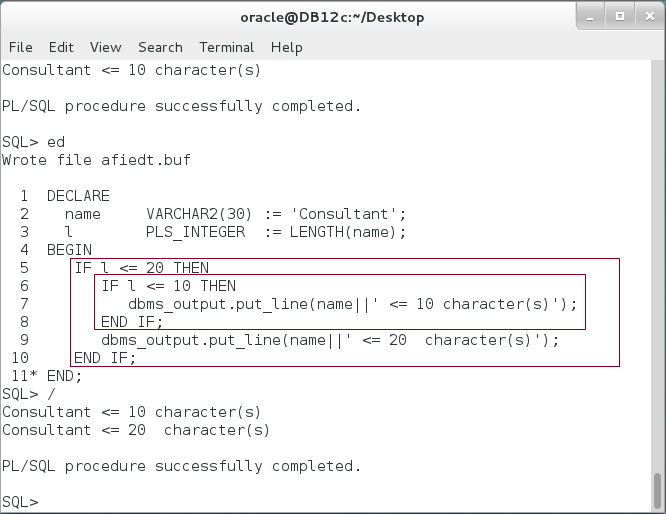 oracle@DB12c:~/Desktop
File Edit View Search Terminal Help
Consultant <= 10 character(s)
PL/SQL procedure successfully completed.
SQL> ed
Wrote file afiedt.buf
1 DECLARE
2 name VARCHAR2(30) := 'Consultant';
3 l PLS_INTEGER := LENGTH(name);
4 BEGIN
5 IF l <= 20 THEN
6 IF l <= 10 THEN
7 dbms_output.put_line(name||' <= 10 character(s)');
8 END IF;
9 dbms_output.put_line(name||' <= 20  character(s)');
10 END IF;
11* END;
SQL> /
Consultant <= 10 character(s)
Consultant <= 20  character(s)
PL/SQL procedure successfully completed.
SQL>